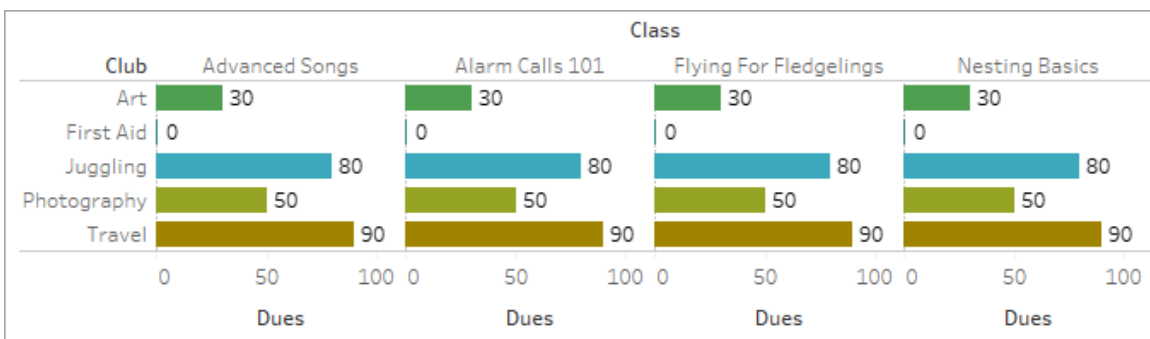 Class
Club Advanced Songs Alarm Calls 101 Flying For Fledgelings Nesting Basics
Art 30 30 30 30
First Aid 0 0 0 0
Juggling 80 80 80 80
Photography 50 50 50 50
Travel 90 90 90 90
0 50 100 0 50 100 0 50 100 0 50 100
Dues Dues Dues Dues